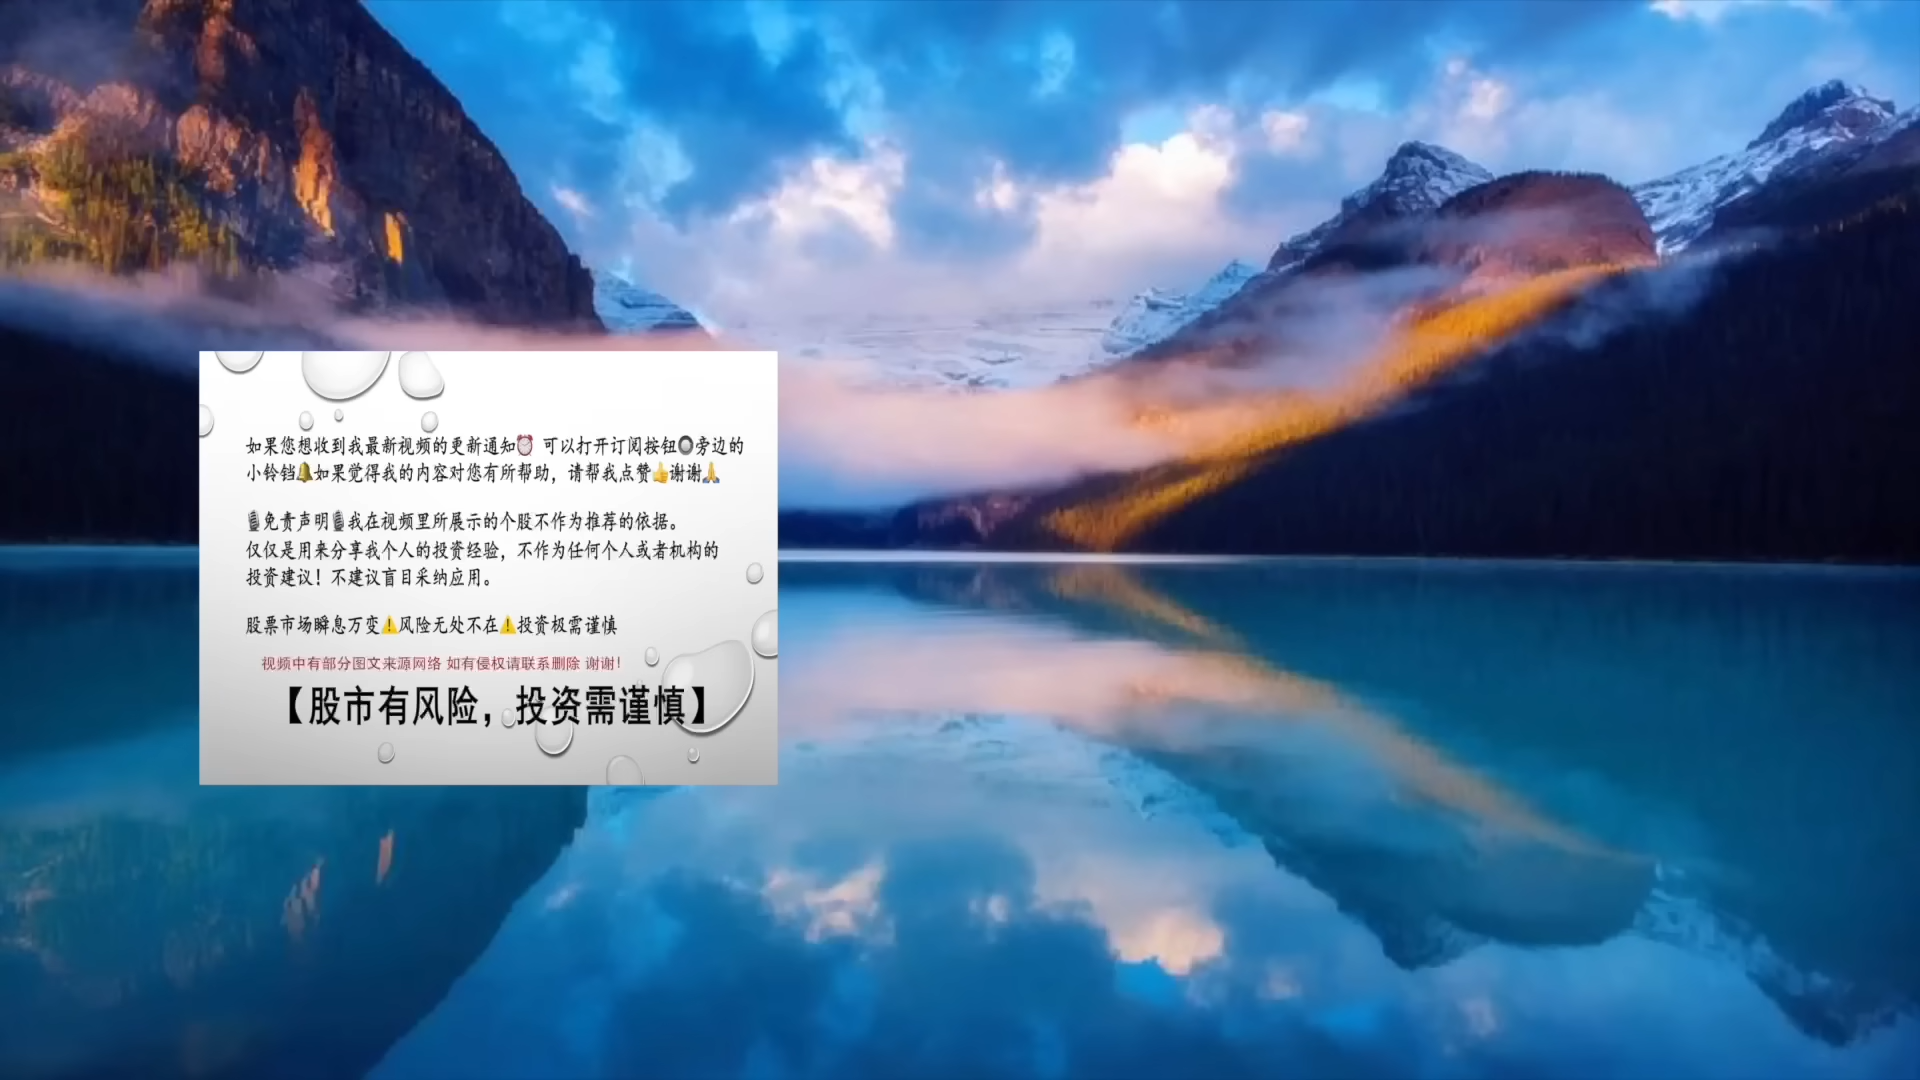 如果您想收到我最新视频的更新通知⏰ 可以打开订阅按钮🔘旁边的
小铃铛🔔如果觉得我的内容对您有所帮助，请帮我点赞👍谢谢🙏
🎙免责声明🎙我在视频里所展示的个股不作为推荐的依据。
仅仅是用来分享我个人的投资经验，不作为任何个人或者机构的
投资建议！不建议盲目采纳应用。
股票市场瞬息万变⚠️风险无处不在⚠️投资极需谨慎
视频中有部分图文来源网络 如有侵权请联系删除 谢谢！
【股市有风险，投资需谨慎】